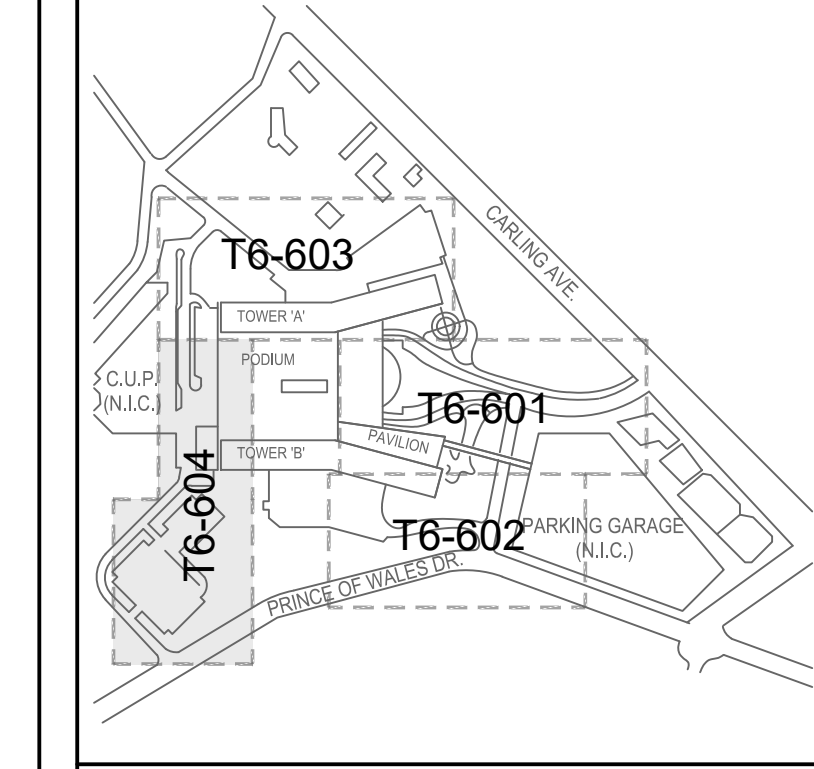 CARLING AVE.
T6-603
TOWER 'A'
PODIUM
C.U.P.
(N.I.C.)
T6-601
PAVILION
TOWER 'B'
T6-604
T6-602
PARKING GARAGE
(N.I.C.)
PRINCE OF WALES DR.